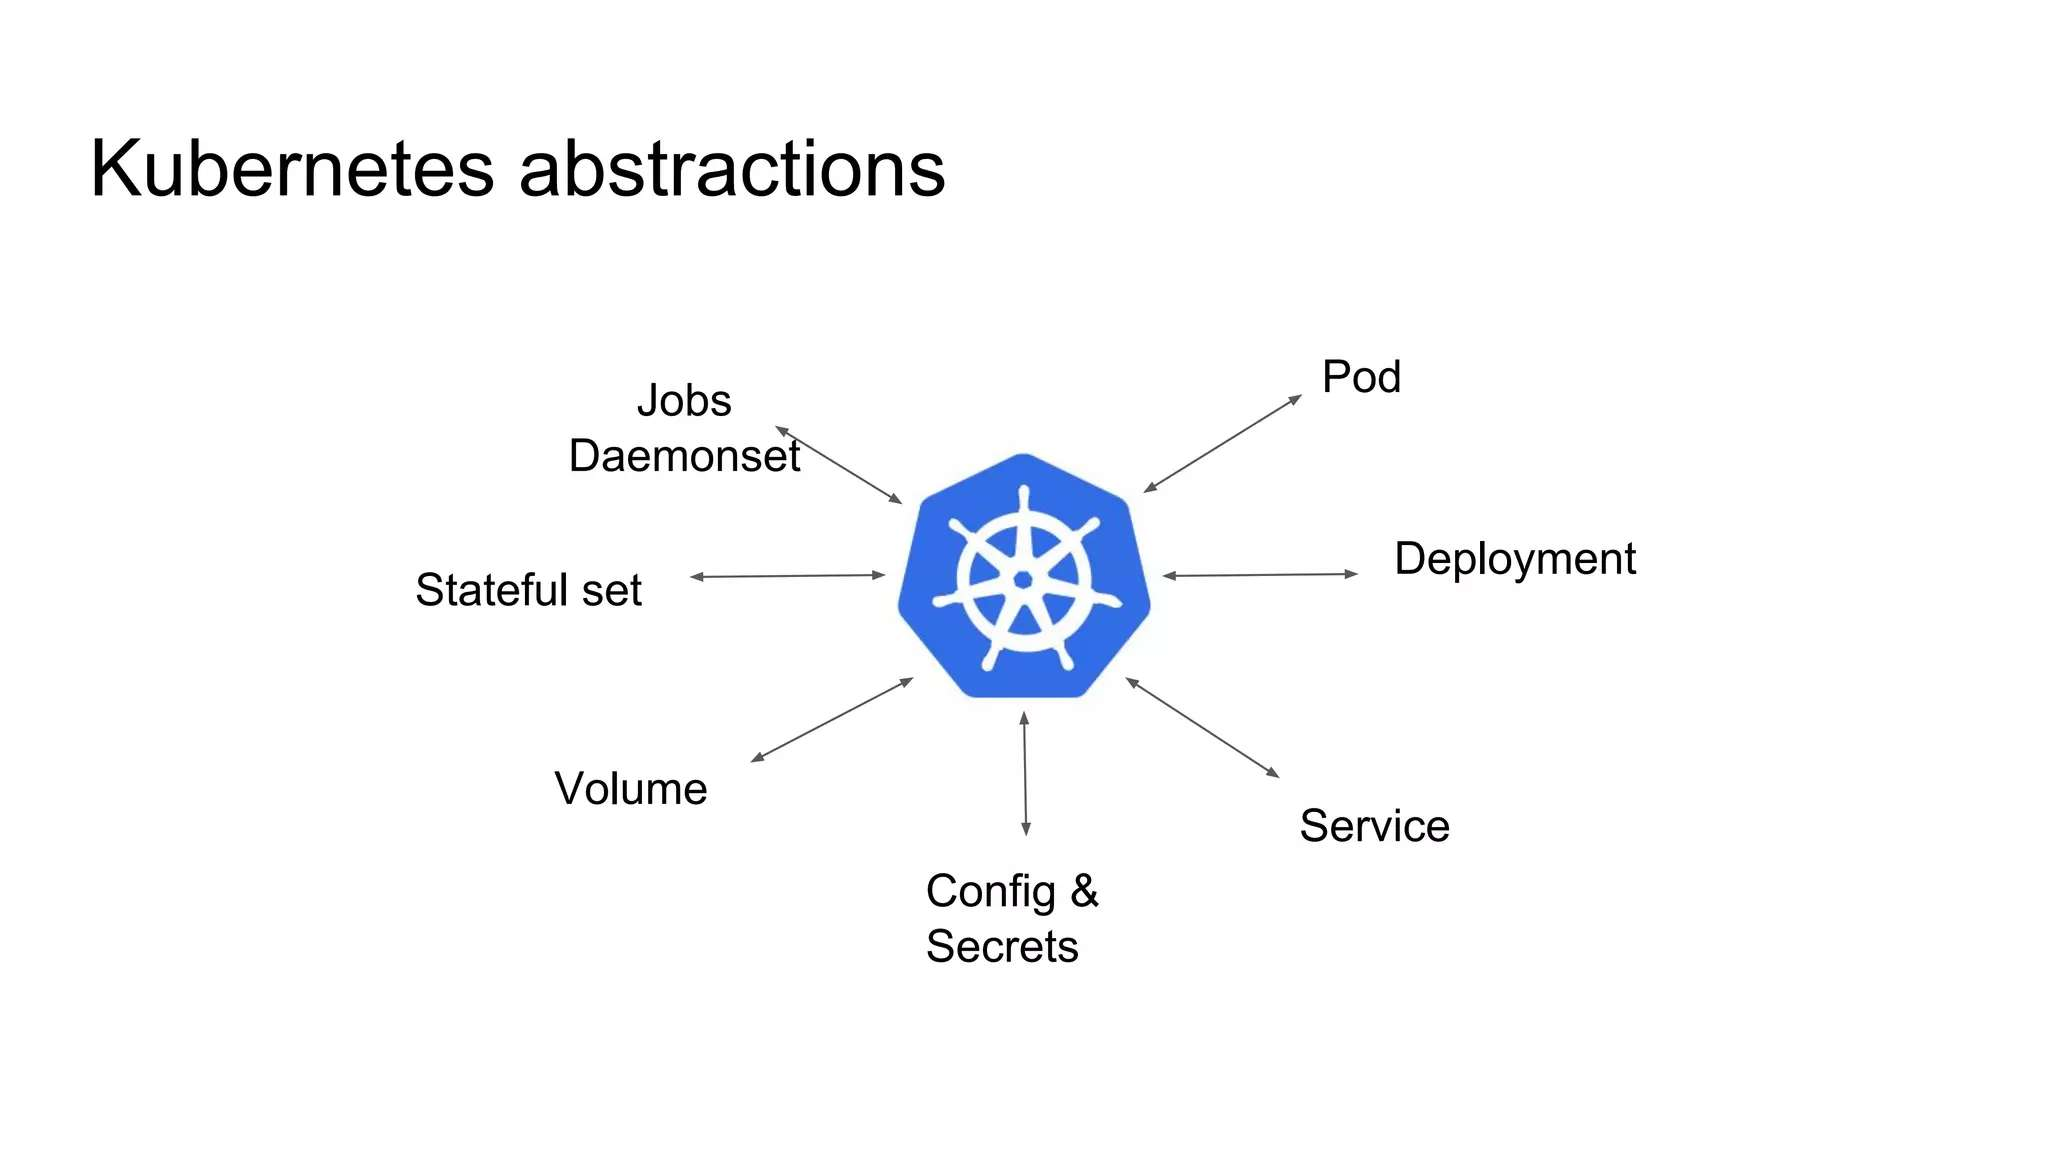 Kubernetes abstractions
Jobs
Daemonset
Pod
Stateful set
Deployment
Volume
Service
Config &
Secrets